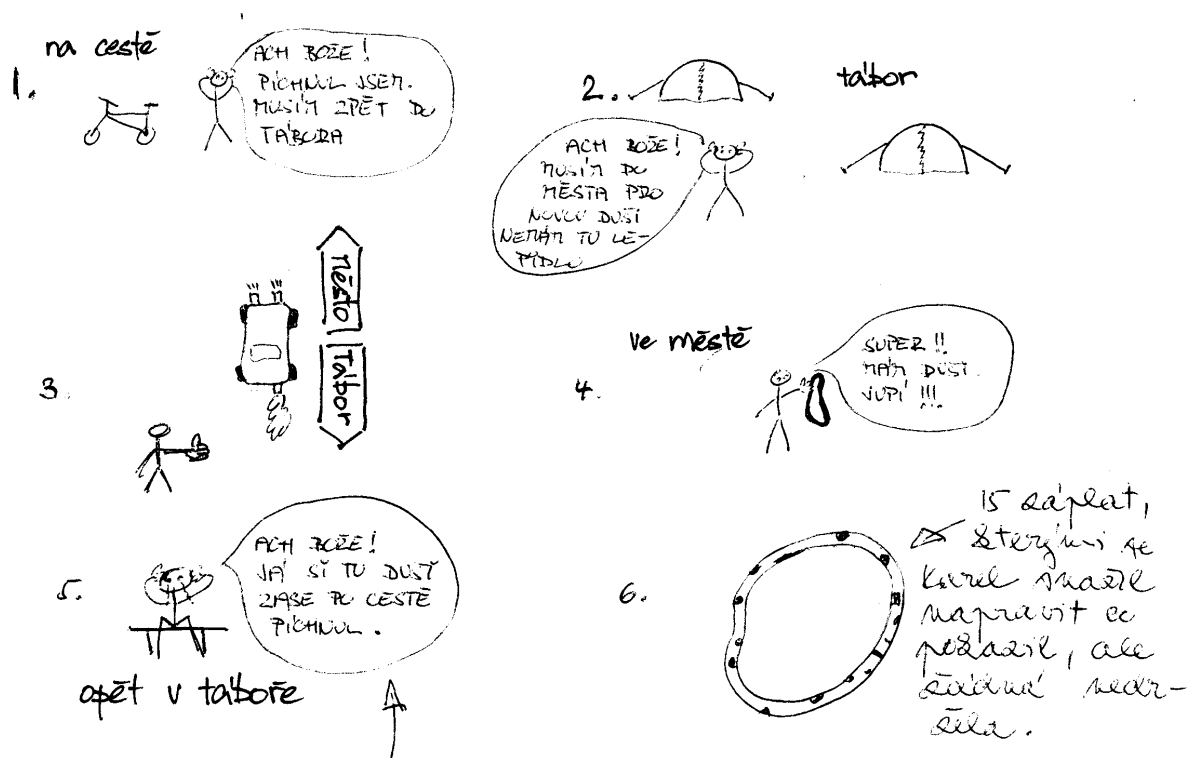 na cestě
1.
ACH BOŽE!
PÍCHNUL JSEM.
MUSÍM ZPĚT DO
TÁBORA
2.
tábor
ACH BOŽE!
MUSÍM DO
MĚSTA PRO
NOVOU DUŠI
NEMÁM TU LE-
PIDLO
3.
Město
Tábor
ve městě
4.
SUPER!!
MÁM DUŠI.
JUPÍ!!!
5.
ACH BOŽE!
JÁ SI TU DUŠI
ZASE PO CESTĚ
PÍCHNUL.
opět v táboře
6.
15 záplat,
kterými se
Karel snažil
napravit co
pokazil, ale
žádná nedr-
žela.